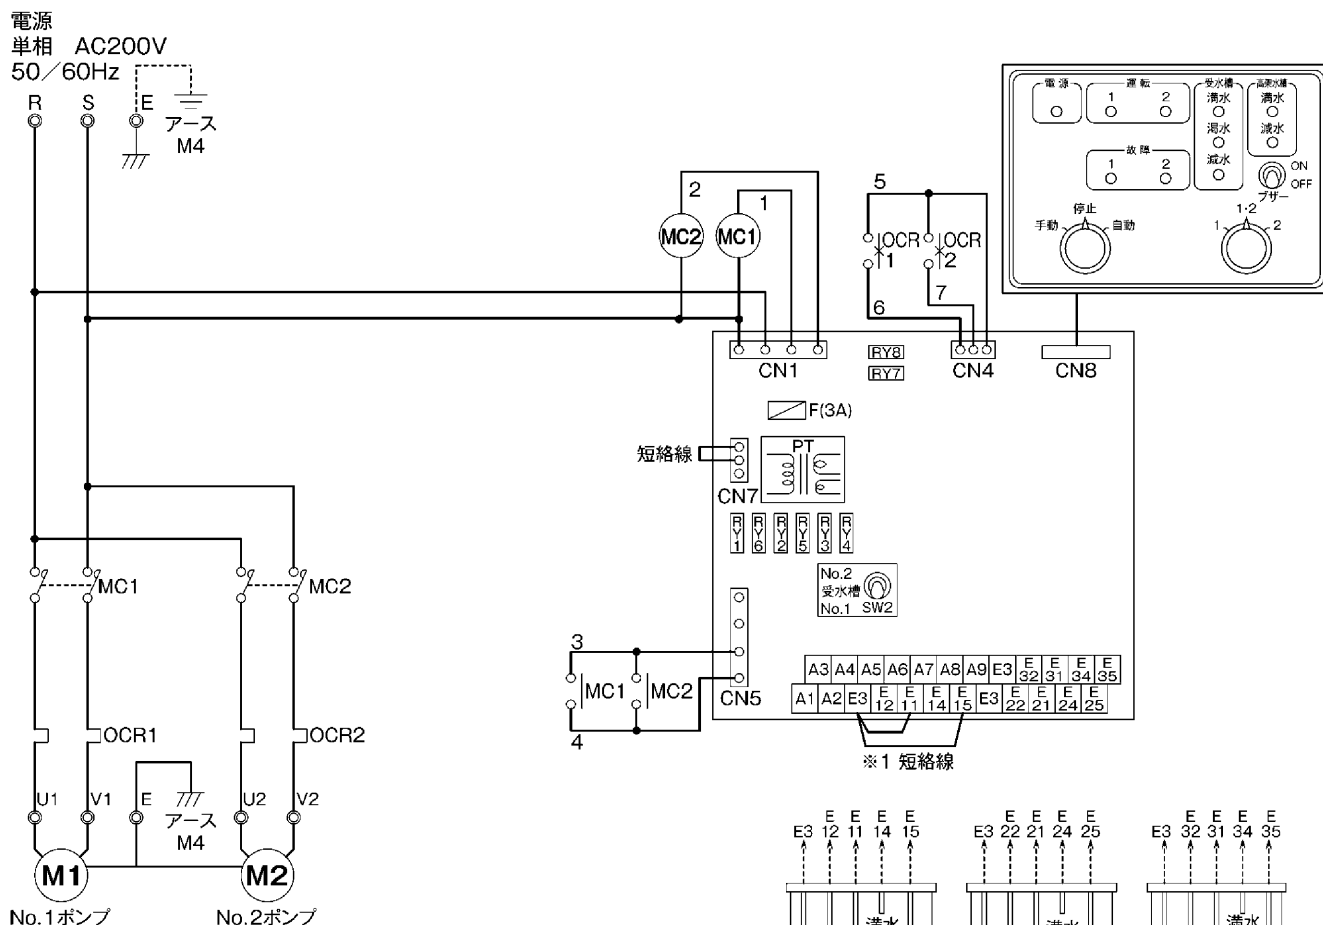 電源
単相 AC200V
50/60Hz
R
S
E
アース
M4
2
1
MC2
MC1
5
OCR
1
OCR
2
6
7
電源
運転
1
2
故障
1
2
受水槽
満水
渇水
減水
高架水槽
満水
減水
ON
OFF
ブザー
手動
停止
自動
1
1・2
2
CN1
RY8
RY7
CN4
CN8
F(3A)
短絡線
CN7
PT
RY1
RY6
RY2
RY5
RY3
RY4
No.2
受水槽
No.1 SW2
MC1
MC2
3
MC1
MC2
4
CN5
A3 A4 A5 A6 A7 A8 A9 E3 E32 E31 E34 E35
A1 A2 E3 E12 E11 E14 E15 E3 E22 E21 E24 E25
※1 短絡線
OCR1
OCR2
U1
V1
E
アース
M4
U2
V2
M1
M2
No.1ポンプ
No.2ポンプ
E3 E12 E11 E14 E15
E3 E22 E21 E24 E25
E3 E32 E31 E34 E35
満水
満水
満水